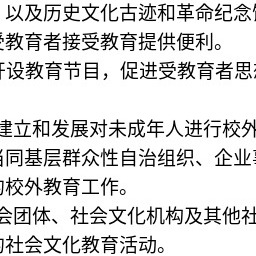 以及历史文化古迹和革命纪念
受教育者接受教育提供便利。
开设教育节目，促进受教育者思
建立和发展对未成年人进行校外
同基层群众性自治组织、企业
的校外教育工作。
会团体、社会文化机构及其他社
的社会文化教育活动。